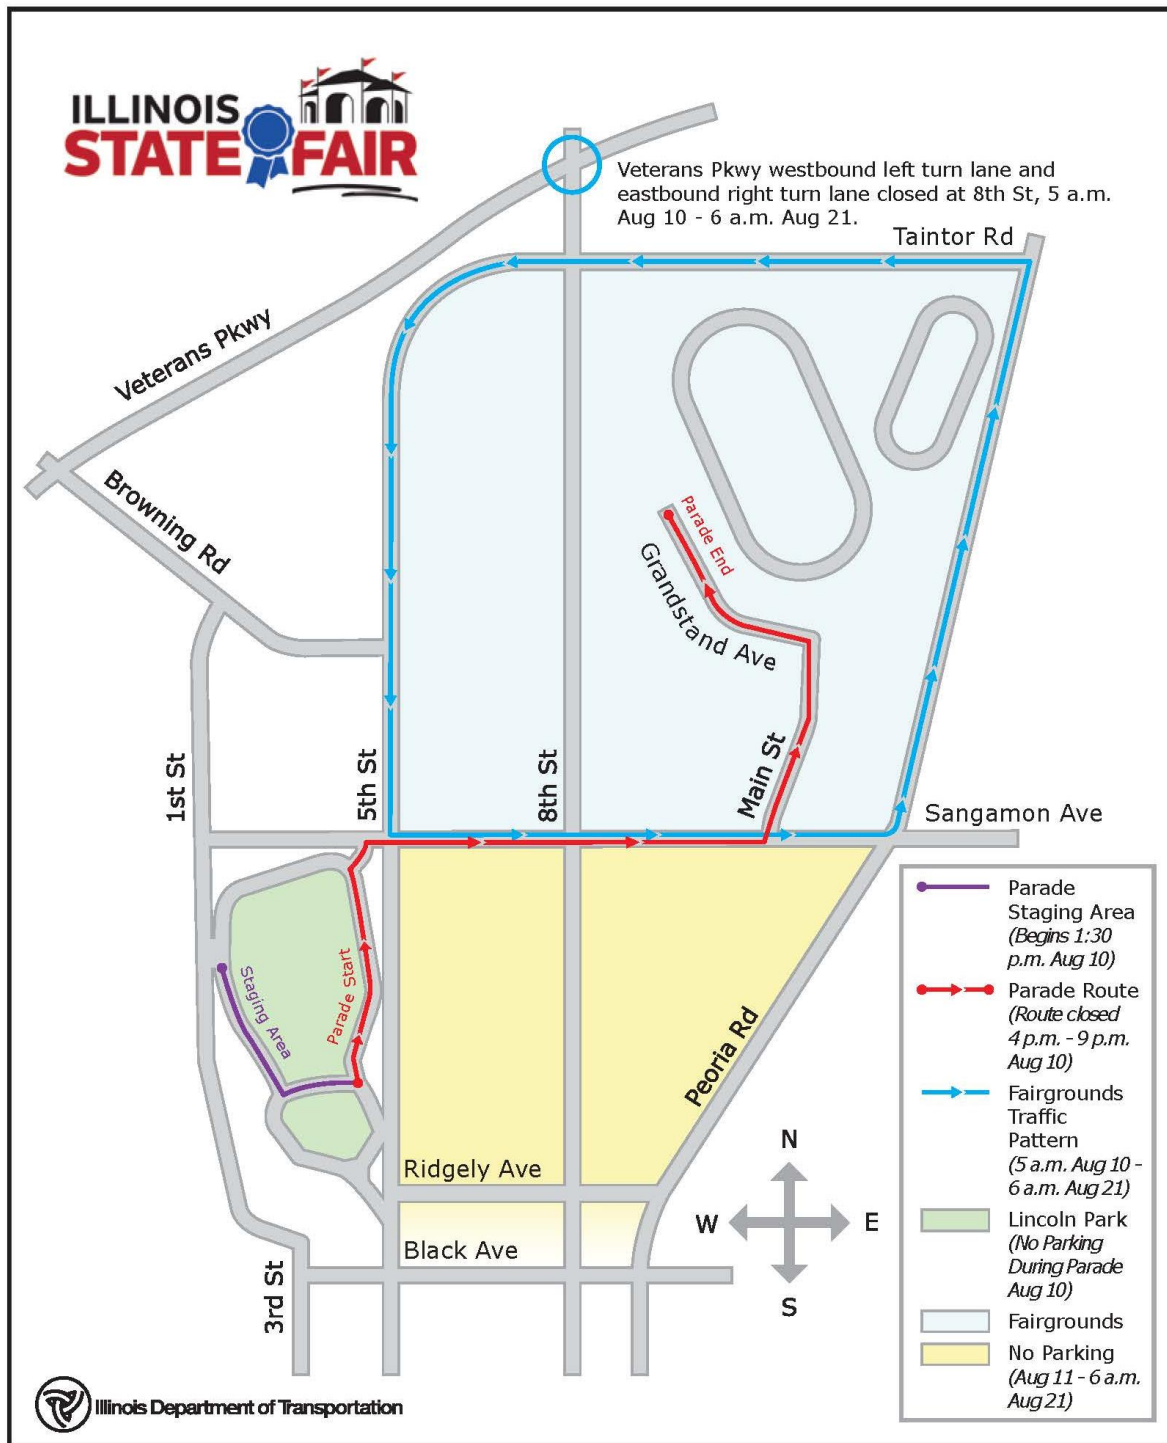 ILLINOIS
STATE FAIR
Veterans Pkwy westbound left turn lane and
eastbound right turn lane closed at 8th St, 5 a.m.
Aug 10 - 6 a.m. Aug 21.
Taintor Rd
Veterans Pkwy
Browning Rd
Parade End
Grandstand Ave
1st St
5th St
8th St
Main St
Sangamon Ave
Staging Area
Parade Start
Peoria Rd
Ridgely Ave
Black Ave
3rd St
N
W
E
S
Parade
Staging Area
(Begins 1:30
p.m. Aug 10)
Parade Route
(Route closed
4 p.m. - 9 p.m.
Aug 10)
Fairgrounds
Traffic
Pattern
(5 a.m. Aug 10 -
6 a.m. Aug 21)
Lincoln Park
(No Parking
During Parade
Aug 10)
Fairgrounds
No Parking
(Aug 11 - 6 a.m.
Aug 21)
Illinois Department of Transportation